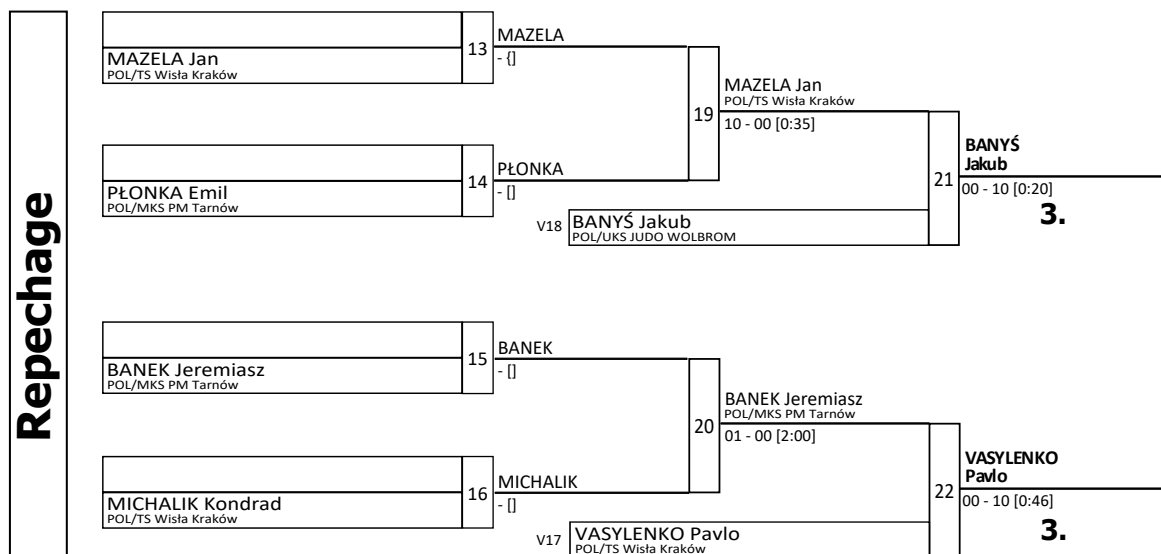 Repechage
MAZELA Jan
POL/TS Wisła Kraków
13
MAZELA
- {]
PŁONKA Emil
POL/MKS PM Tarnów
14
PŁONKA
- []
19
MAZELA Jan
POL/TS Wisła Kraków
10 - 00 [0:35]
V18
BANYŚ Jakub
POL/UKS JUDO WOLBROM
21
BANYŚ
Jakub
00 - 10 [0:20]
3.
BANEK Jeremiasz
POL/MKS PM Tarnów
15
BANEK
- []
MICHALIK Kondrad
POL/TS Wisła Kraków
16
MICHALIK
- []
20
BANEK Jeremiasz
POL/MKS PM Tarnów
01 - 00 [2:00]
V17
VASYLENKO Pavlo
POL/TS Wisła Kraków
22
VASYLENKO
Pavlo
00 - 10 [0:46]
3.